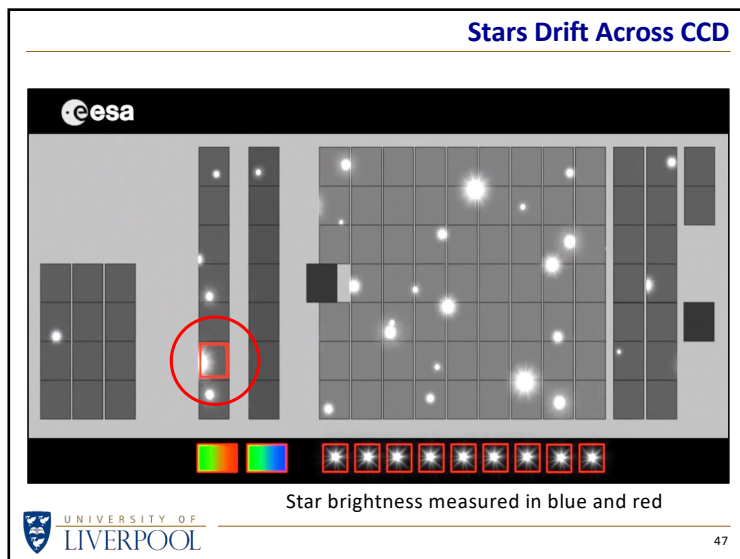 Stars Drift Across CCD
esa
Star brightness measured in blue and red
UNIVERSITY OF
LIVERPOOL
47